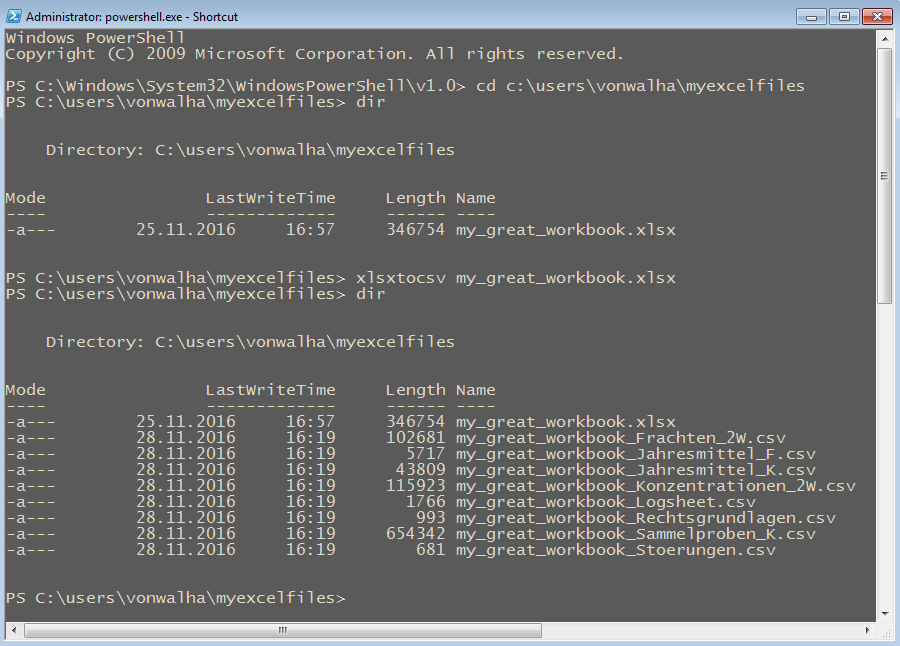 Administrator: powershell.exe - Shortcut
Windows PowerShell
Copyright (C) 2009 Microsoft Corporation. All rights reserved.
PS C:\Windows\System32\WindowsPowerShell\v1.0> cd c:\users\vonwalha\myexcelfiles
PS C:\users\vonwalha\myexcelfiles> dir
Directory: C:\users\vonwalha\myexcelfiles
Mode LastWriteTime Length Name
---- ------------- ------ ----
-a--- 25.11.2016 16:57 346754 my_great_workbook.xlsx
PS C:\users\vonwalha\myexcelfiles> xlsxtocsv my_great_workbook.xlsx
PS C:\users\vonwalha\myexcelfiles> dir
Directory: C:\users\vonwalha\myexcelfiles
Mode LastWriteTime Length Name
---- ------------- ------ ----
-a--- 25.11.2016 16:57 346754 my_great_workbook.xlsx
-a--- 28.11.2016 16:19 102681 my_great_workbook_Frachten_2W.csv
-a--- 28.11.2016 16:19 5717 my_great_workbook_Jahresmittel_F.csv
-a--- 28.11.2016 16:19 43809 my_great_workbook_Jahresmittel_K.csv
-a--- 28.11.2016 16:19 115923 my_great_workbook_Konzentrationen_2W.csv
-a--- 28.11.2016 16:19 1766 my_great_workbook_Logsheet.csv
-a--- 28.11.2016 16:19 993 my_great_workbook_Rechtsgrundlagen.csv
-a--- 28.11.2016 16:19 654342 my_great_workbook_Sammelproben_K.csv
-a--- 28.11.2016 16:19 681 my_great_workbook_Stoerungen.csv
PS C:\users\vonwalha\myexcelfiles>